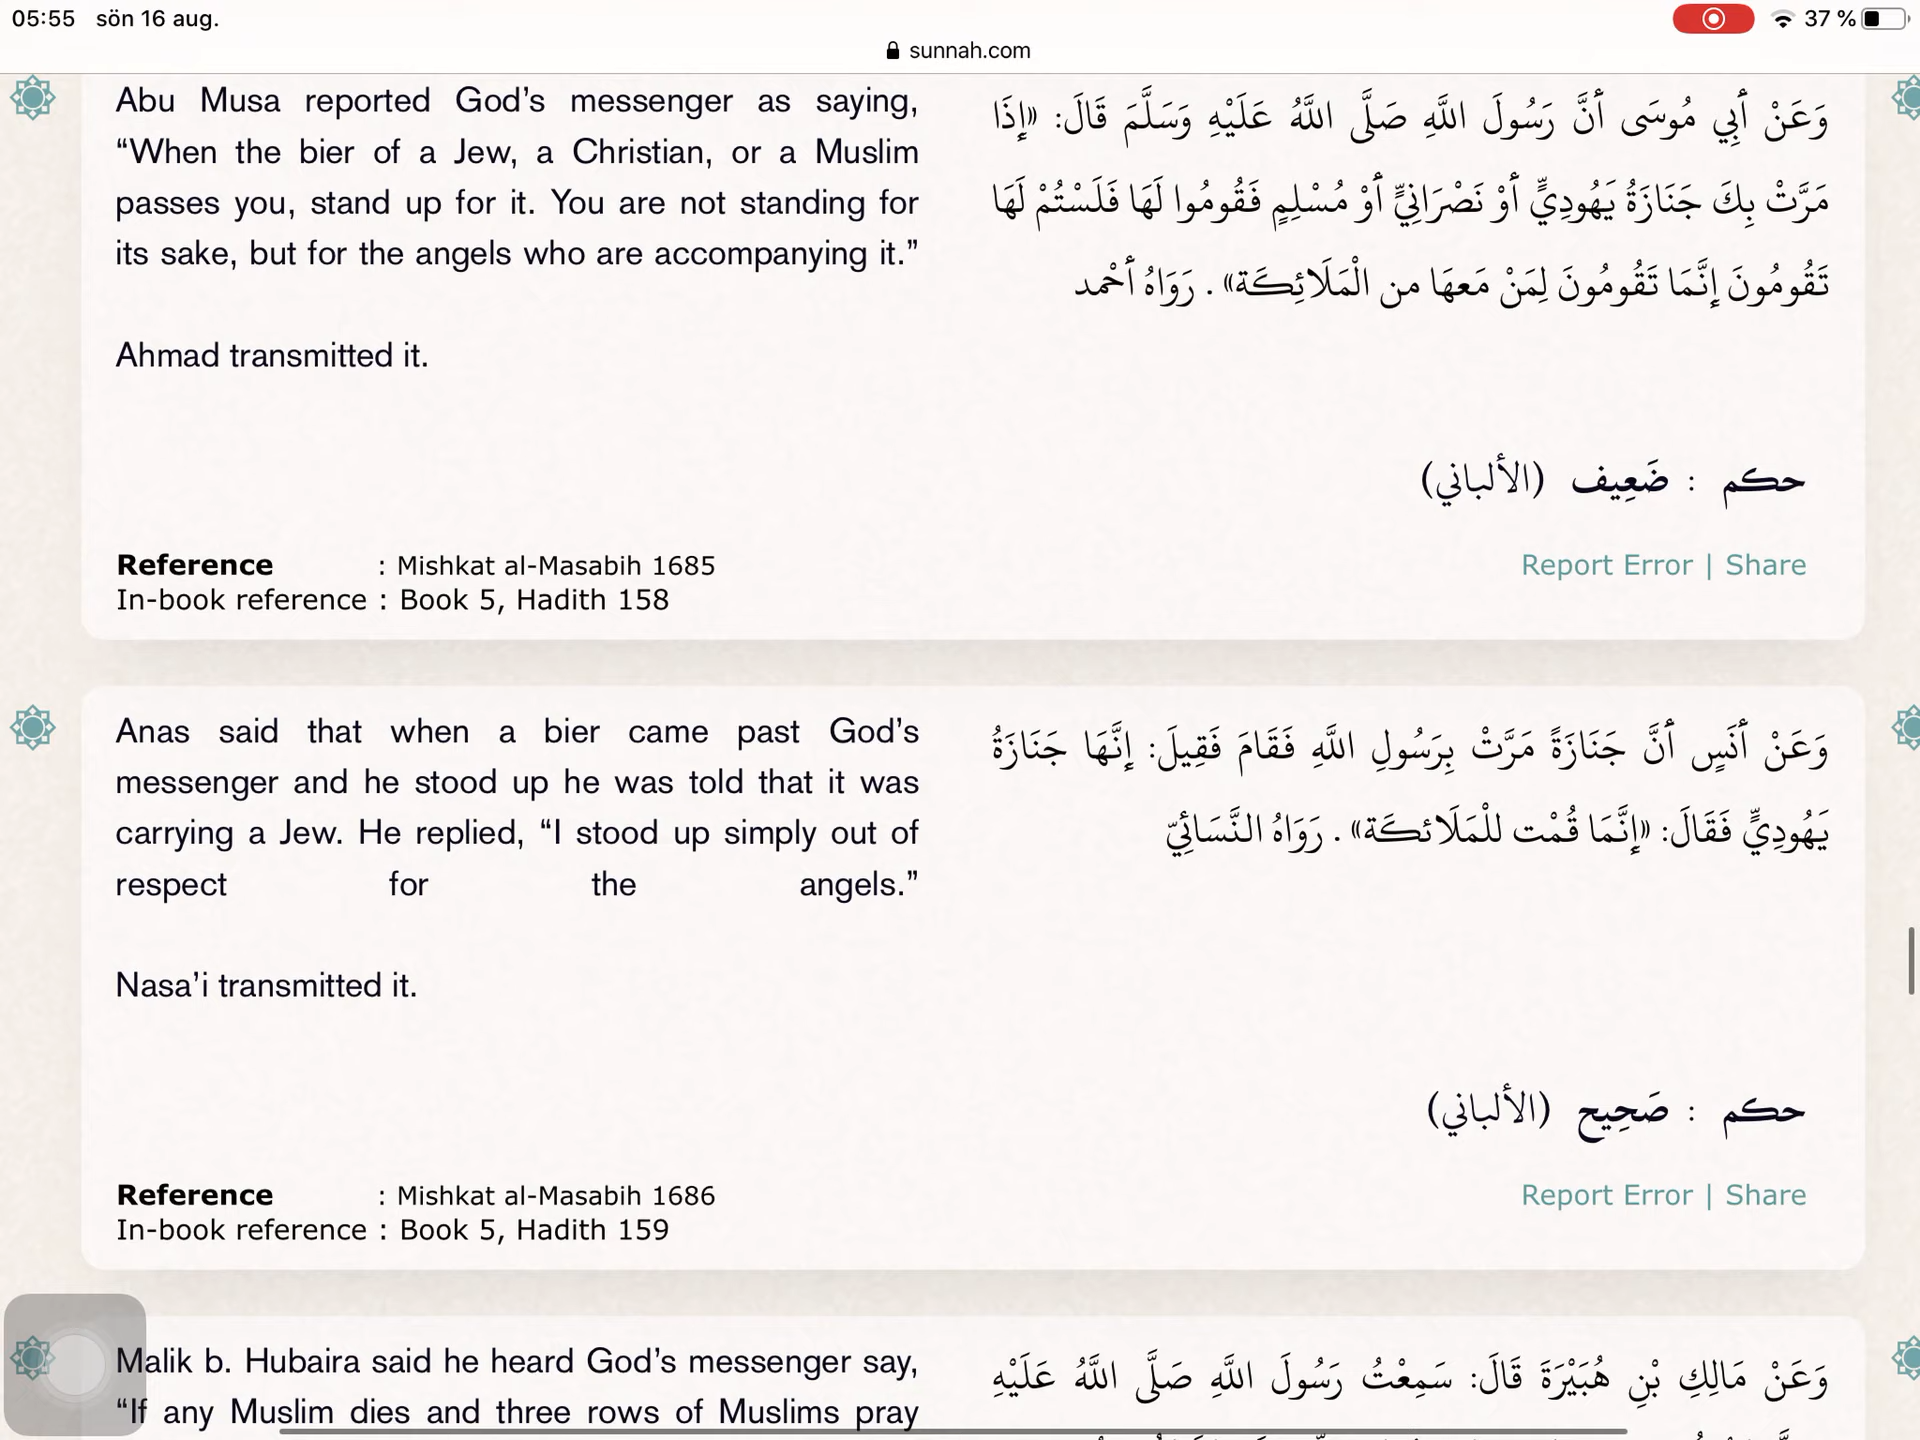 05:55 sön 16 aug.
37 %
sunnah.com
Abu Musa reported God’s messenger as saying,
“When the bier of a Jew, a Christian, or a Muslim
passes you, stand up for it. You are not standing for
its sake, but for the angels who are accompanying it.”
Ahmad transmitted it.
وَعَنْ أَبِي مُوسَى أَنَّ رَسُولَ اللَّهِ صَلَّى اللَّهُ عَلَيْهِ وَسَلَّمَ قَالَ: «إِذَا
مَرَّتْ بِكَ جَنَازَةُ يَهُودِيٍّ أَوْ نَصْرَانِيٍّ أَوْ مُسْلِمٍ فَقُومُوا لَهَا فَلَسْتُمْ لَهَا
تَقُومُونَ إِنَّمَا تَقُومُونَ لِمَنْ مَعهَا من الْمَلَائِكَة» . رَوَاهُ أَحْمد
حكم : ضَعِيف (الألباني)
Reference : Mishkat al-Masabih 1685
In-book reference : Book 5, Hadith 158
Report Error | Share
Anas said that when a bier came past God’s
messenger and he stood up he was told that it was
carrying a Jew. He replied, “I stood up simply out of
respect for the angels.”
Nasa’i transmitted it.
وَعَنْ أَنَسٍ أَنَّ جَنَازَةً مَرَّتْ بِرَسُولِ اللَّهِ فَقَامَ فَقِيلَ: إِنَّهَا جَنَازَةُ
يَهُودِيٍّ فَقَالَ: «إِنَّمَا قُمْت للْمَلَائكَة» . رَوَاهُ النَّسَائِيّ
حكم : صَحِيح (الألباني)
Reference : Mishkat al-Masabih 1686
In-book reference : Book 5, Hadith 159
Report Error | Share
Malik b. Hubaira said he heard God’s messenger say,
“If any Muslim dies and three rows of Muslims pray
وَعَنْ مَالِكِ بْنِ هُبَيْرَةَ قَالَ: سَمِعْتُ رَسُولَ اللَّهِ صَلَّى اللَّهُ عَلَيْهِ